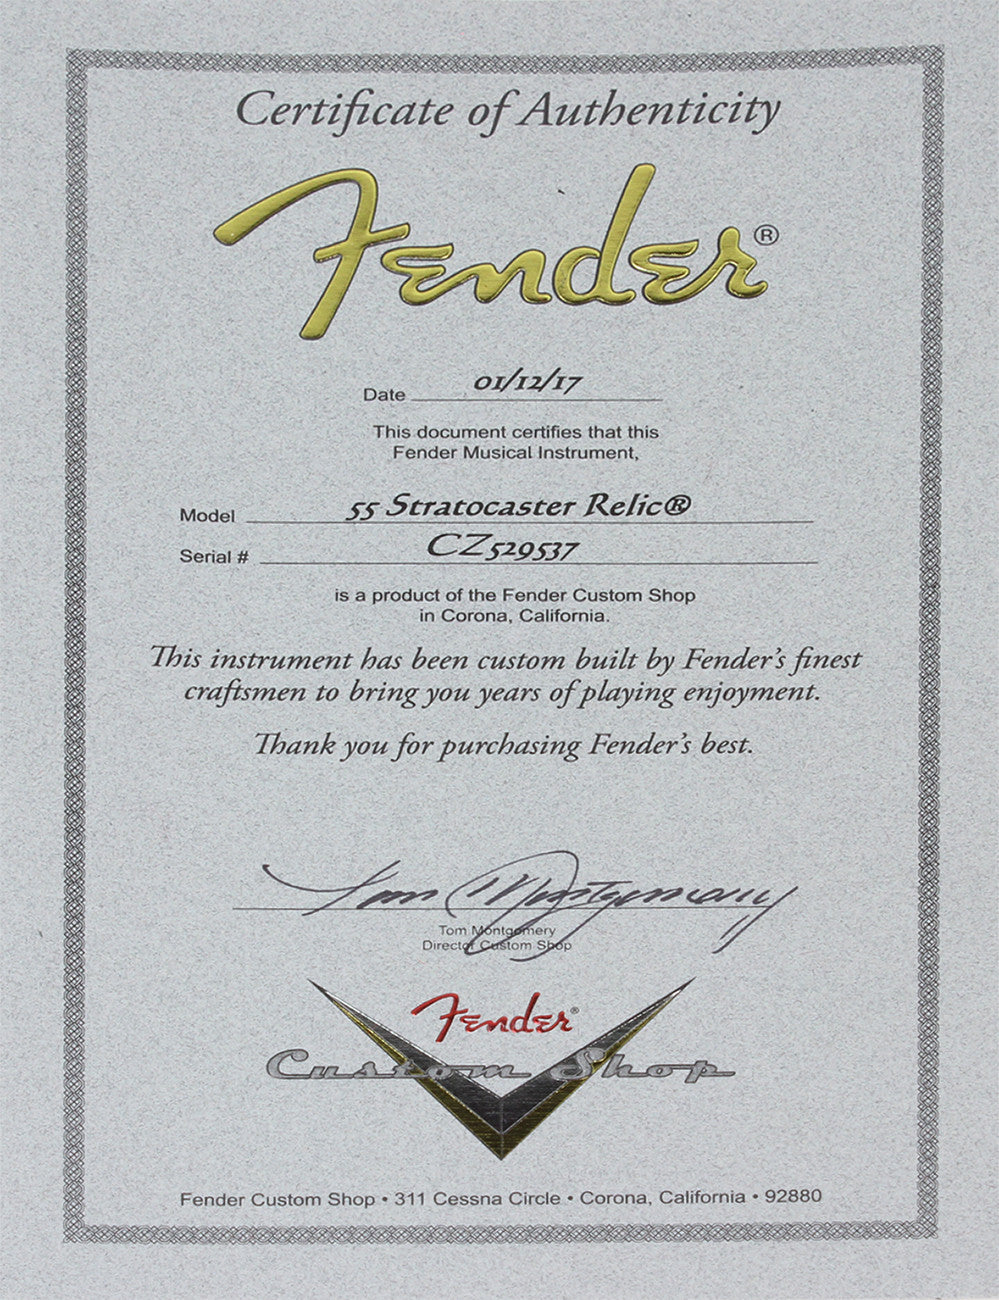 Certificate of Authenticity
Fender®
Date 01/12/17
This document certifies that this
Fender Musical Instrument,
Model 55 Stratocaster Relic®
Serial # CZ529537
is a product of the Fender Custom Shop
in Corona, California.
This instrument has been custom built by Fender's finest
craftsmen to bring you years of playing enjoyment.
Thank you for purchasing Fender's best.
Tom Montgomery
Tom Montgomery
Director Custom Shop
Fender®
Custom Shop
Fender Custom Shop • 311 Cessna Circle • Corona, California • 92880